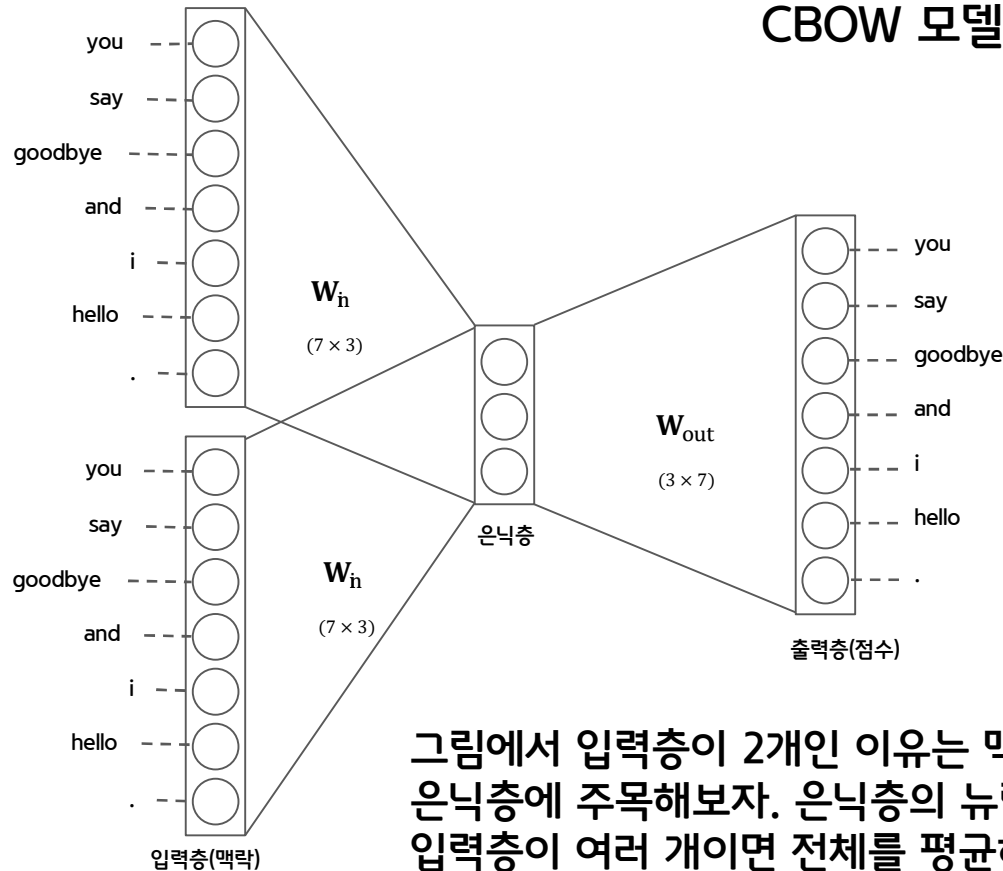 CBOW 모델
you
say
goodbye
and
i
hello
.
W_in
(7 × 3)
you
say
goodbye
and
i
hello
.
W_in
(7 × 3)
입력층(맥락)
은닉층
W_out
(3 × 7)
you
say
goodbye
and
i
hello
.
출력층(점수)
그림에서 입력층이 2개인 이유는
은닉층에 주목해보자. 은닉층의
입력층이 여러 개이면 전체를